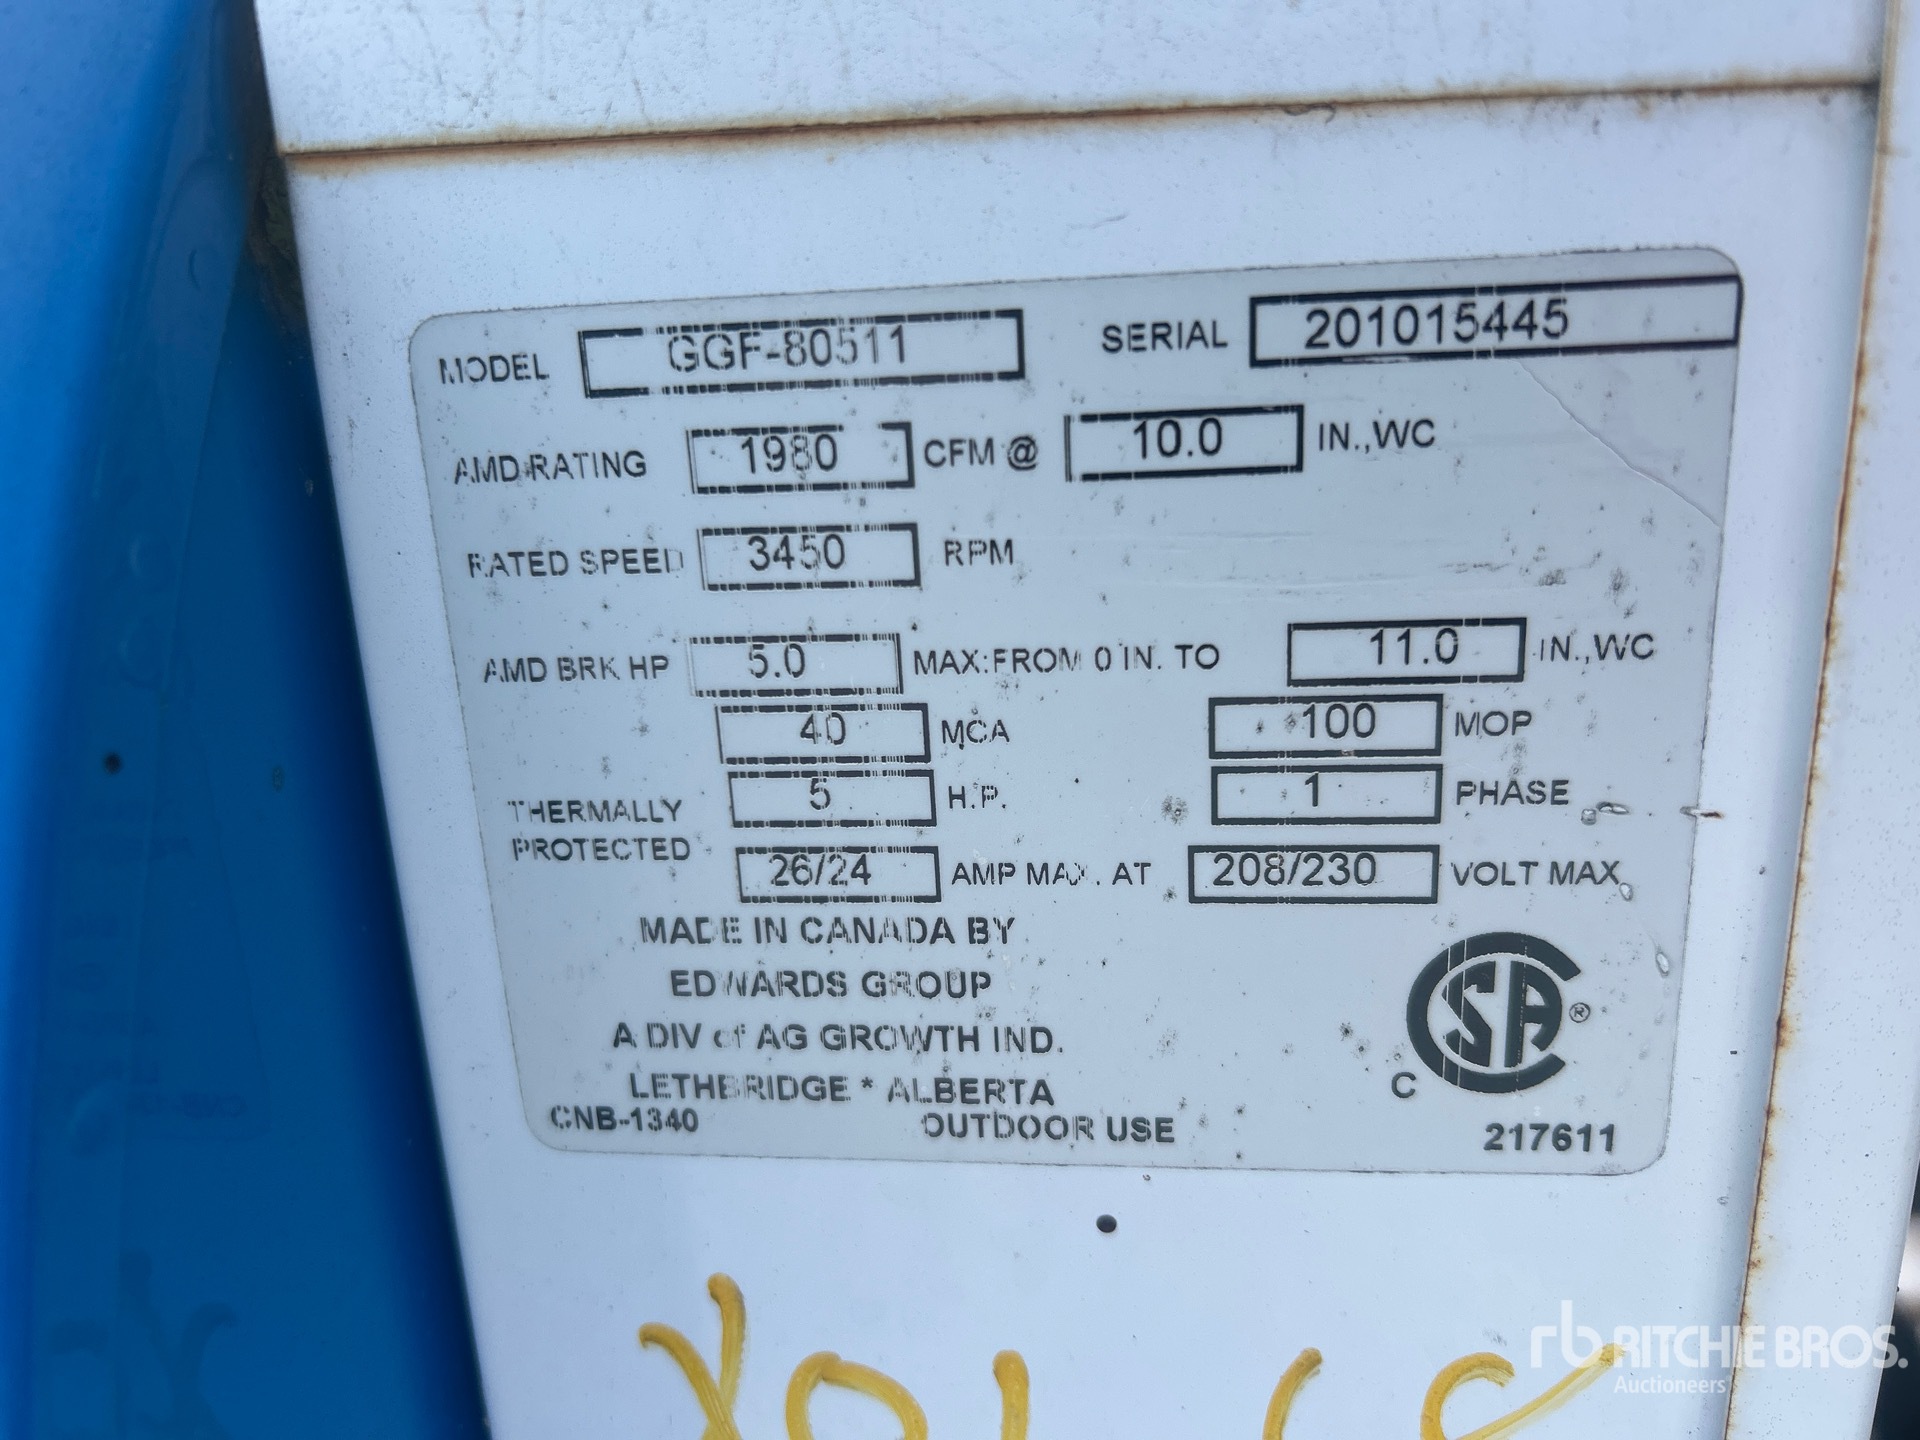 MODEL GGF-80511 SERIAL 201015445
AMD RATING 1980 CFM @ 10.0 IN.,WC
RATED SPEED 3450 RPM
AMD BRK HP 5.0 MAX:FROM 0 IN. TO 11.0 IN.,WC
40 MCA 100 MOP
THERMALLY PROTECTED 5 H.P. 1 PHASE
26/24 AMP MAX. AT 208/230 VOLT MAX
MADE IN CANADA BY
EDWARDS GROUP
A DIV of AG GROWTH IND.
LETHBRIDGE * ALBERTA
CNB-1340 OUTDOOR USE
C CSA ®
217611
rb RITCHIE BROS.
Auctioneers